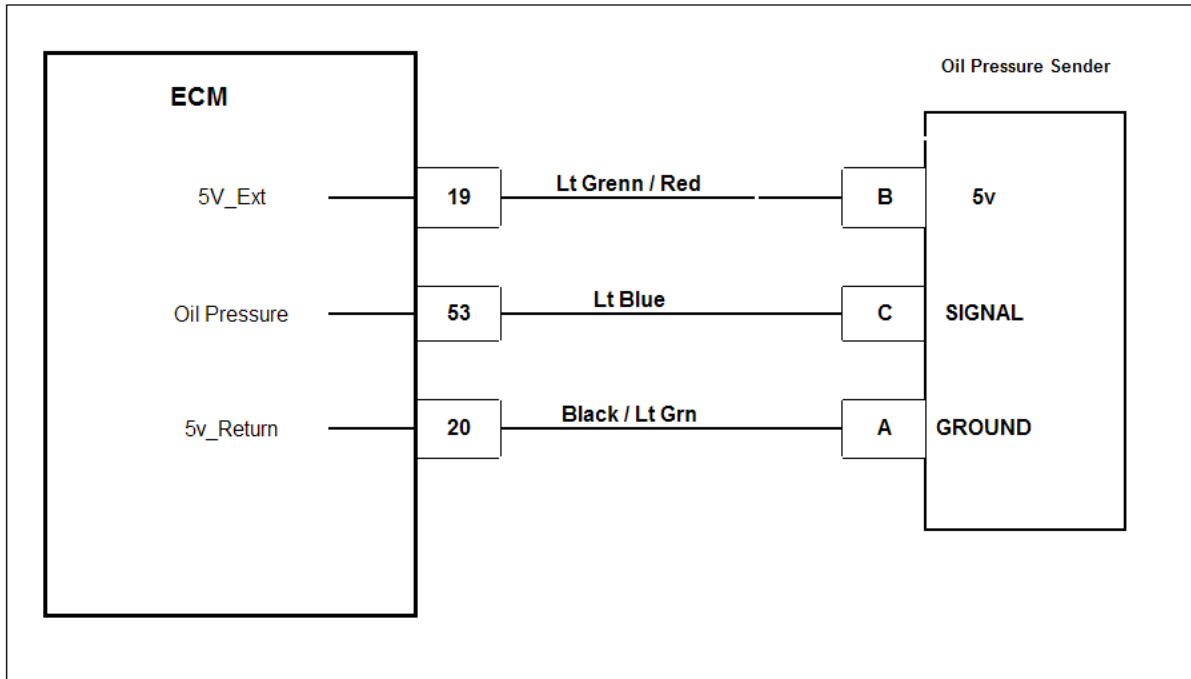 Oil Pressure Sender
ECM
5V_Ext
19
Lt Grenn / Red
B
5v
Oil Pressure
53
Lt Blue
C
SIGNAL
5v_Return
20
Black / Lt Grn
A
GROUND